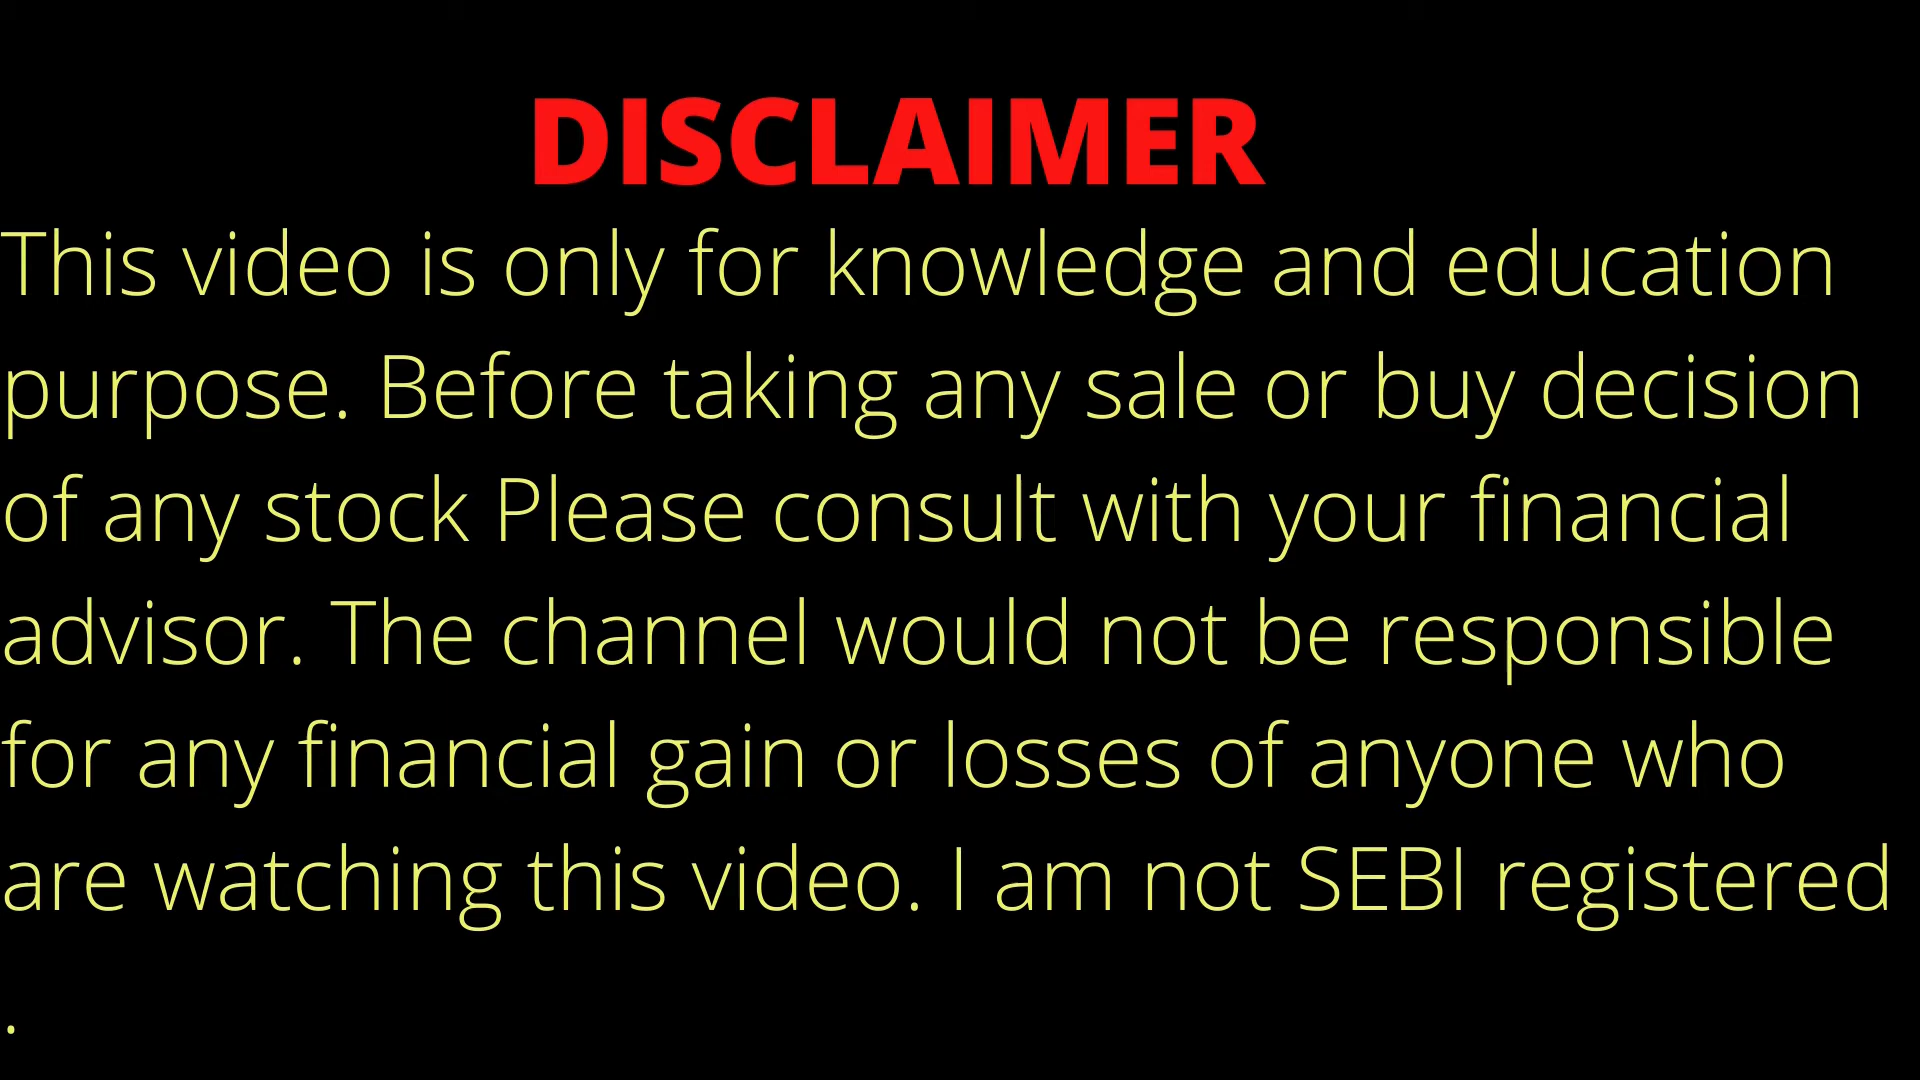 DISCLAIMER
This video is only for knowledge and education
purpose. Before taking any sale or buy decision
of any stock Please consult with your financial
advisor. The channel would not be responsible
for any financial gain or losses of anyone who
are watching this video. I am not SEBI registered
.